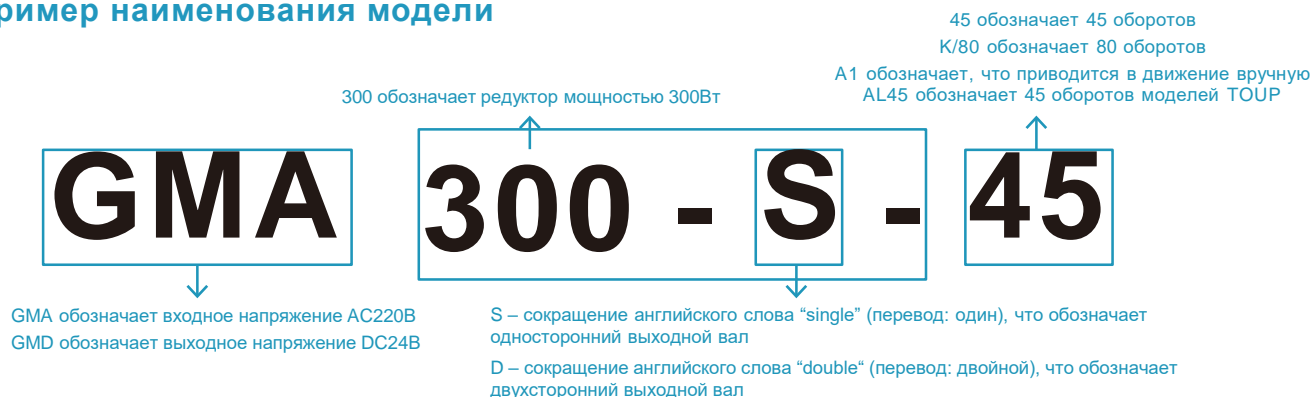 ример наименования модели
45 обозначает 45 оборотов
K/80 обозначает 80 оборотов
A1 обозначает, что приводится в движение вручную
AL45 обозначает 45 оборотов моделей TOUP
300 обозначает редуктор мощностью 300Вт
GMA 300 - S - 45
GMA обозначает входное напряжение AC220В
GMD обозначает выходное напряжение DC24В
S – сокращение английского слова “single” (перевод: один), что обозначает
односторонний выходной вал
D – сокращение английского слова “double“ (перевод: двойной), что обозначает
двухсторонний выходной вал